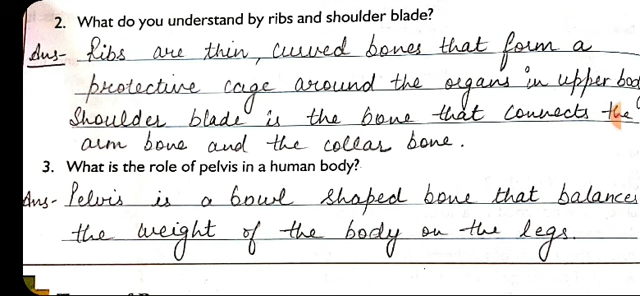 2. What do you understand by ribs and shoulder blade?
Ans- Ribs are thin, curved bones that form a
protective cage around the organs in upper bod
Shoulder blade is the bone that connects the
arm bone and the collar bone.
3. What is the role of pelvis in a human body?
Ans- Pelvis is a bowl shaped bone that balances
the weight of the body on the legs.